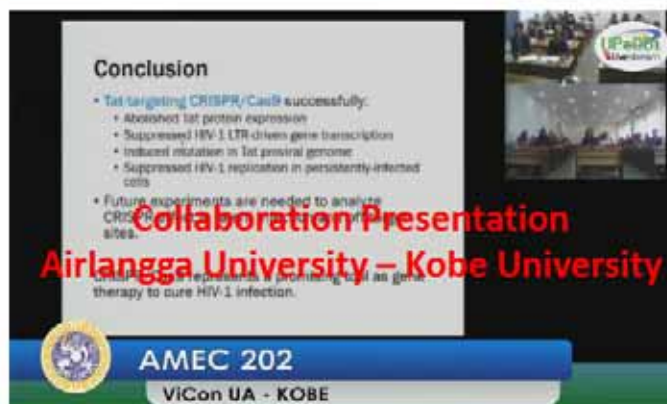 Conclusion
• Tat-targeting CRISPR/Cas9 successfully:
• Abolished Tat protein expression
• Suppressed HIV-1 LTR-driven gene transcription
• Induced mutation in Tat proviral genome
• Suppressed HIV-1 replication in persistently-infected
cells
• Future experiments are needed to analyze
sites.
Collaboration Presentation
Airlangga University – Kobe University
therapy to cure HIV-1 infection.
AMEC 202
ViCon UA - KOBE